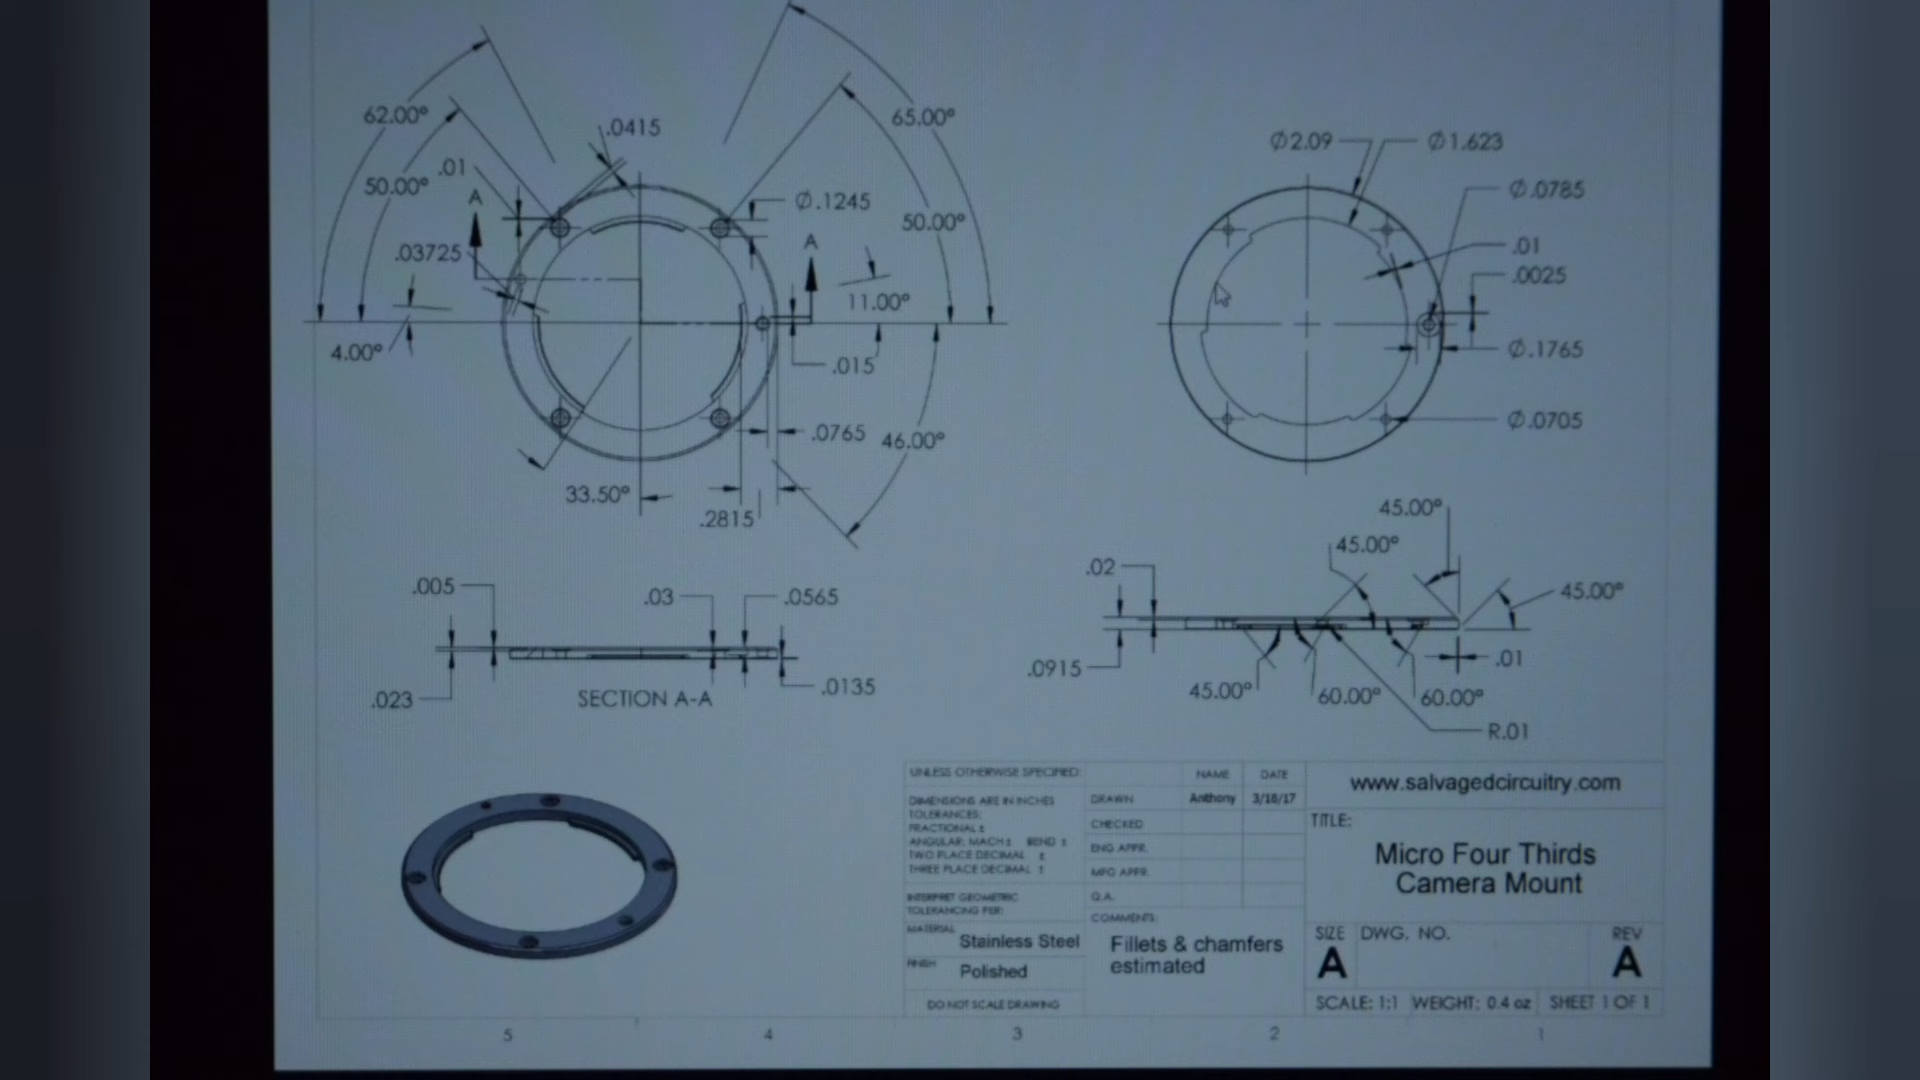 62.00°
.0415
65.00°
50.00°
.01
A
Ø.1245
A
50.00°
.03725
11.00°
4.00°
.015
.0765
46.00°
33.50°
.2815
Ø2.09
Ø1.623
Ø.0785
.01
.0025
Ø.1765
Ø.0705
.005
.03
.0565
.023
SECTION A-A
.0135
45.00°
45.00°
.02
45.00°
.0915
.01
45.00°
60.00°
60.00°
R.01
UNLESS OTHERWISE SPECIFIED:
DIMENSIONS ARE IN INCHES
TOLERANCES:
FRACTIONAL ±
ANGULAR: MACH ± BEND ±
TWO PLACE DECIMAL ±
THREE PLACE DECIMAL ±
INTERPRET GEOMETRIC
TOLERANCING PER:
MATERIAL
Stainless Steel
FINISH
Polished
DO NOT SCALE DRAWING
NAME DATE
DRAWN Anthony 3/18/17
CHECKED
ENG APPR.
MFG APPR.
Q.A.
COMMENTS:
Fillets & chamfers
estimated
www.salvagedcircuitry.com
TITLE:
Micro Four Thirds
Camera Mount
SIZE DWG. NO. REV
A A
SCALE: 1:1 WEIGHT: 0.4 oz SHEET 1 OF 1
5 4 3 2 1